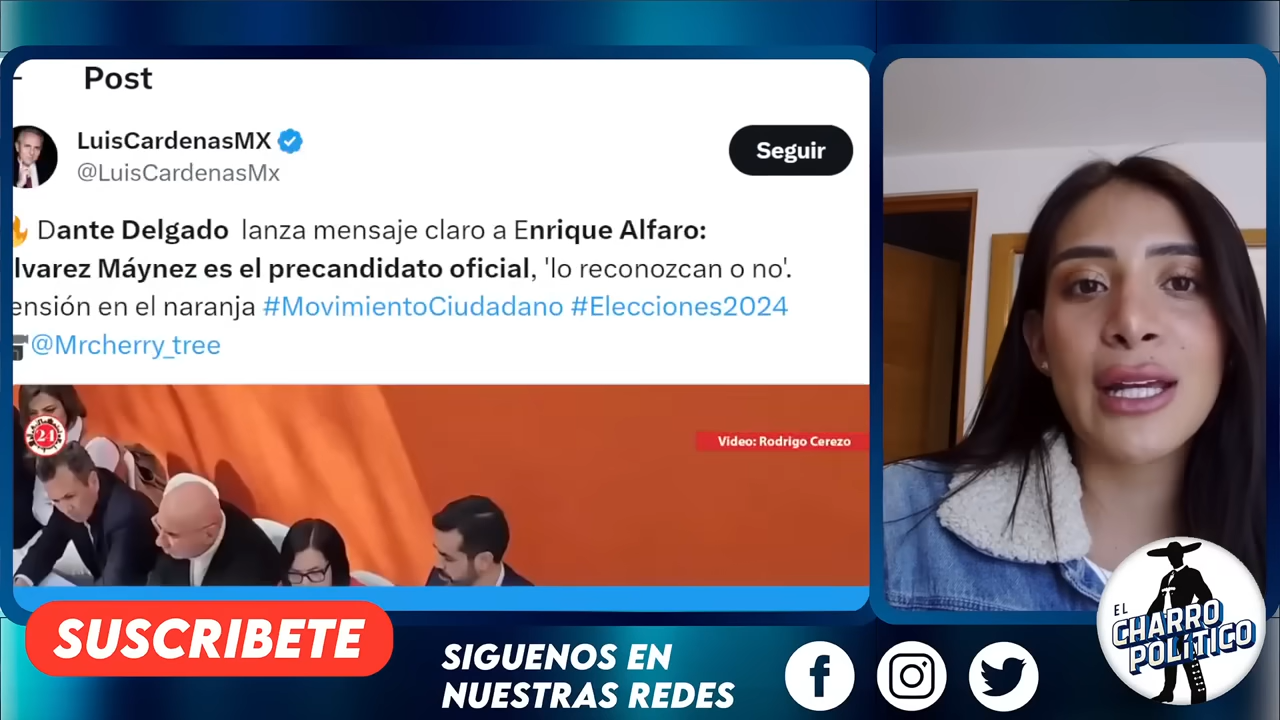 Post
LuisCardenasMX
@LuisCardenasMx
Seguir
Dante Delgado lanza mensaje claro a Enrique Alfaro:
lvarez Máynez es el precandidato oficial, 'lo reconozcan o no'.
ensión en el naranja #MovimientoCiudadano #Elecciones2024
@Mrcherry_tree
24
Video: Rodrigo Cerezo
SUSCRIBETE
SIGUENOS EN
NUESTRAS REDES
EL
CHARRO
POLÍTICO